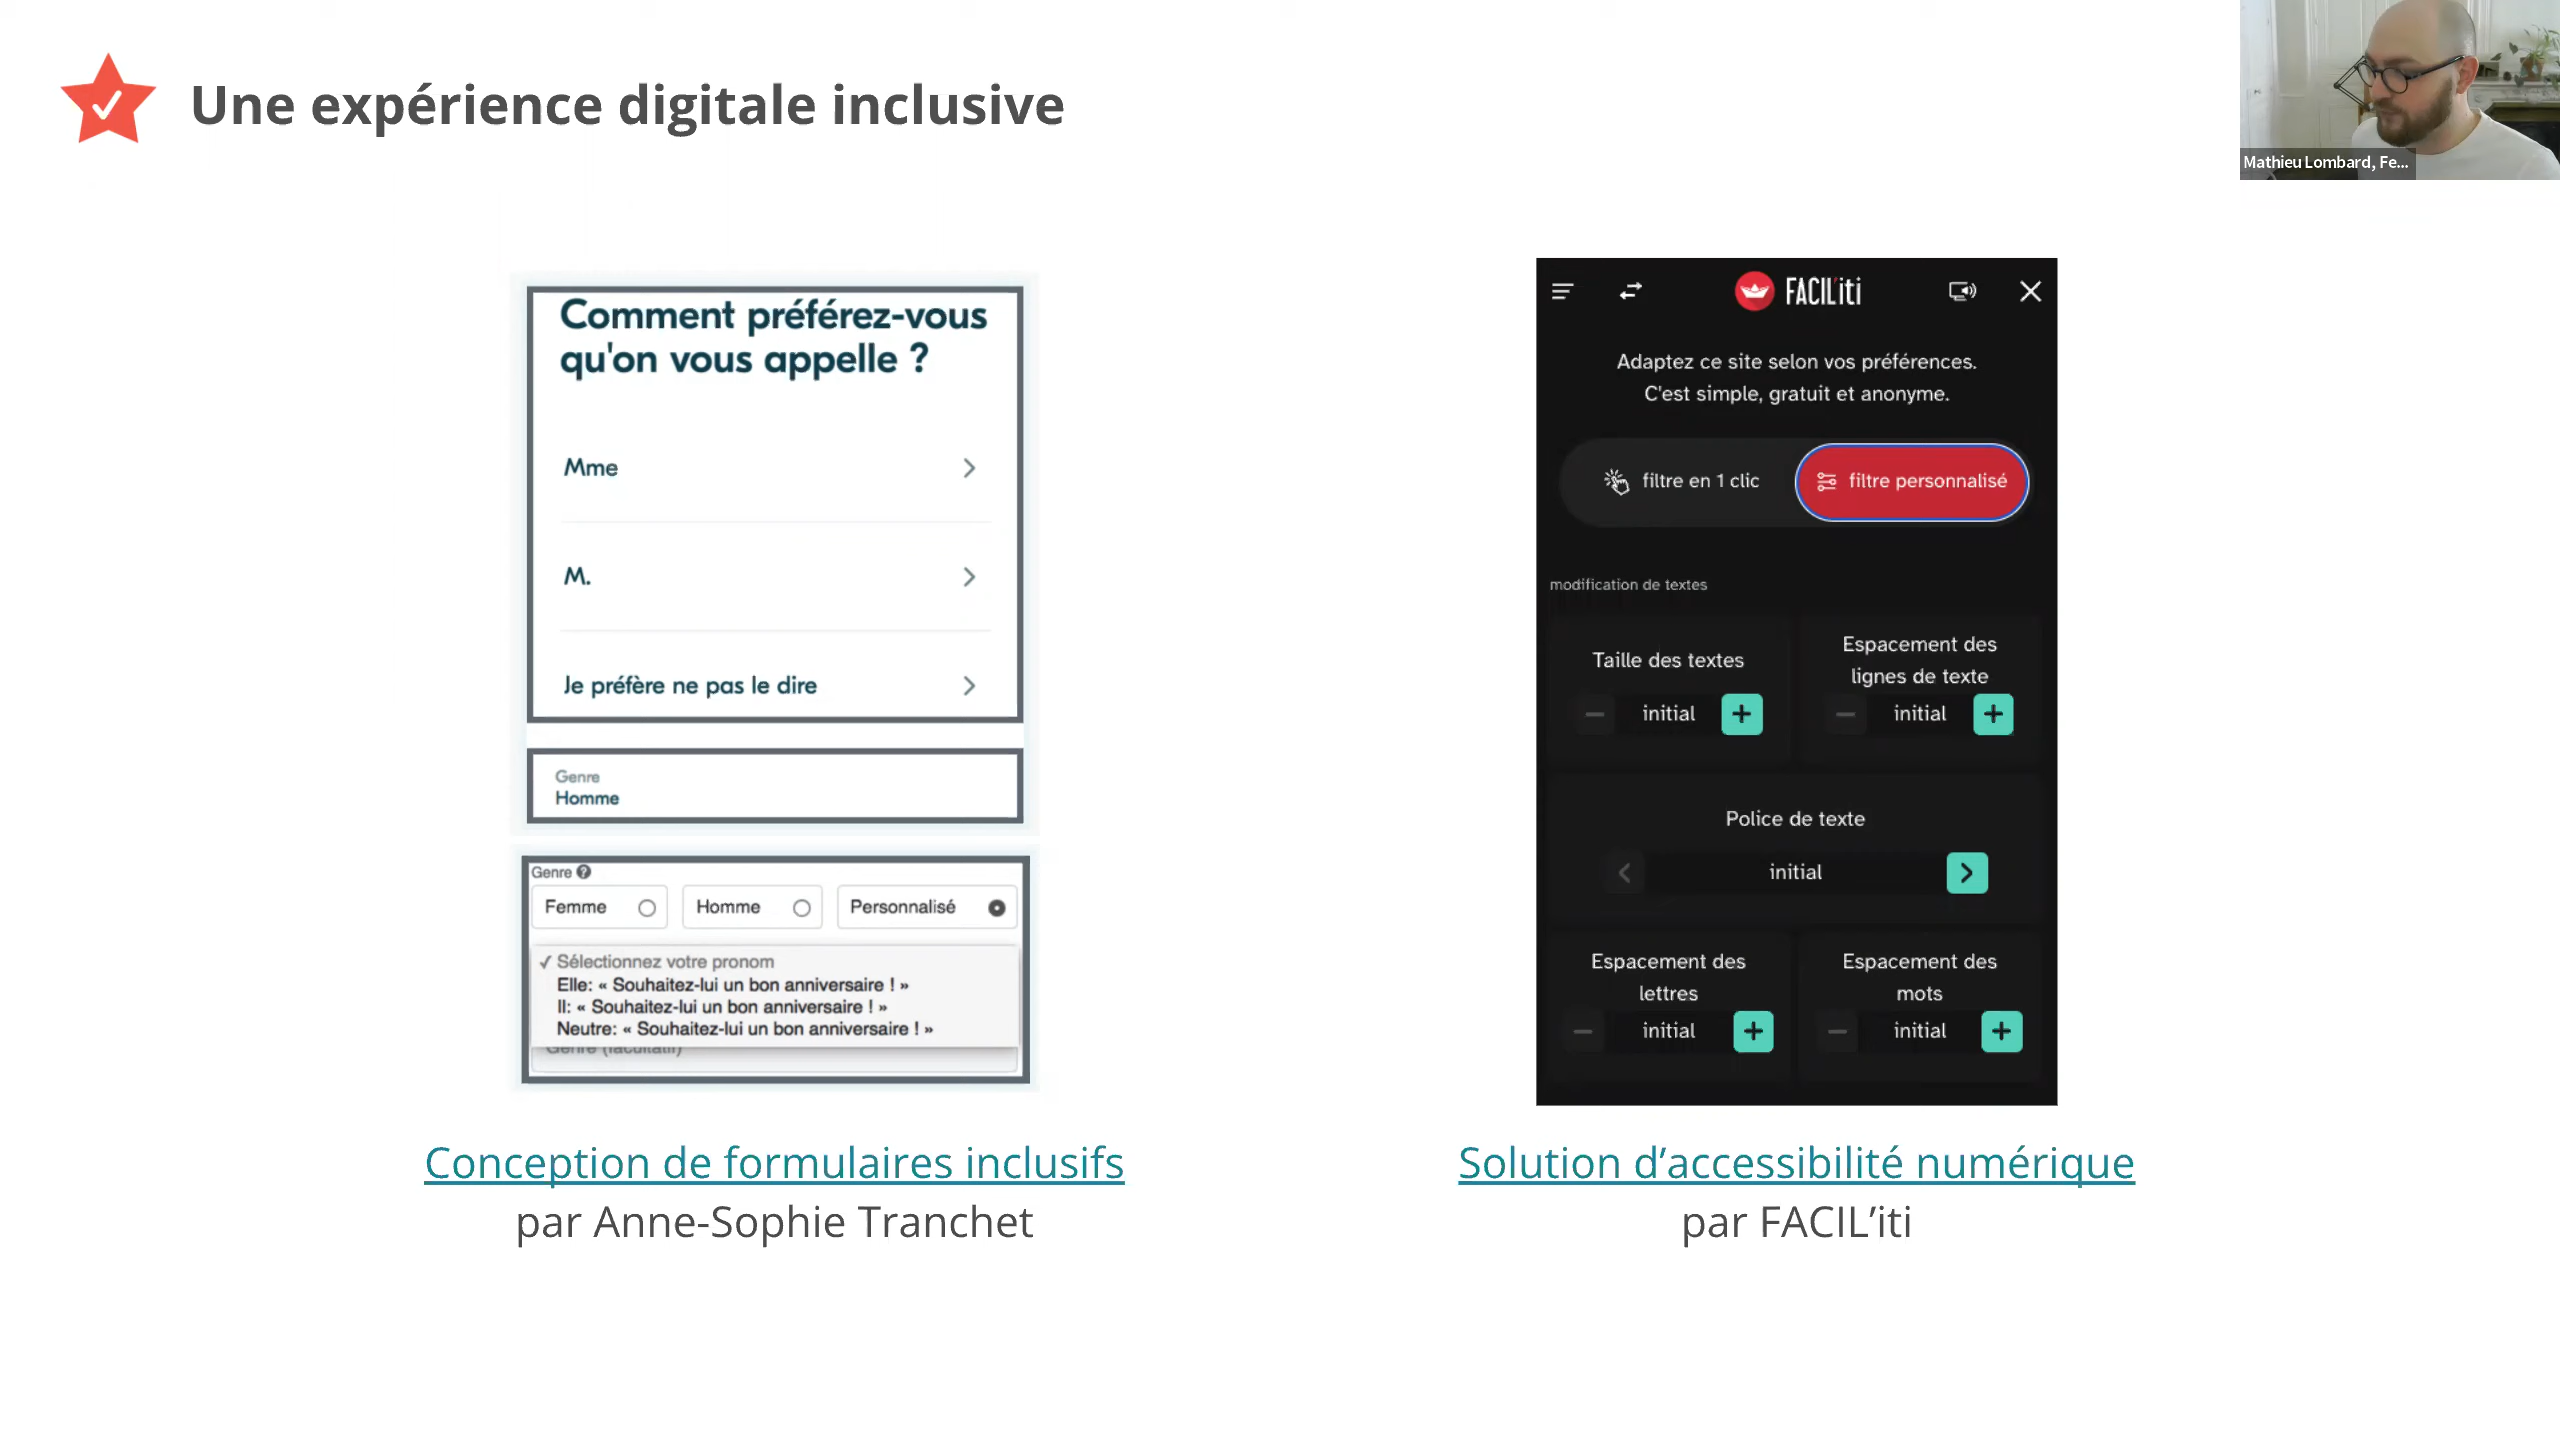 Une expérience digitale inclusive
Mathieu Lombard, Fe...
Comment préférez-vous
qu'on vous appelle ?
Mme
M.
Je préfère ne pas le dire
Genre
Homme
Genre
Femme
Homme
Personnalisé
Sélectionnez votre pronom
Elle: « Souhaitez-lui un bon anniversaire ! »
Il: « Souhaitez-lui un bon anniversaire ! »
Neutre: « Souhaitez-lui un bon anniversaire ! »
Genre (facultatif)
Conception de formulaires inclusifs
par Anne-Sophie Tranchet
FACIL'iti
Adaptez ce site selon vos préférences.
C'est simple, gratuit et anonyme.
filtre en 1 clic
filtre personnalisé
modification de textes
Taille des textes
initial
Espacement des
lignes de texte
initial
Police de texte
initial
Espacement des
lettres
initial
Espacement des
mots
initial
Solution d’accessibilité numérique
par FACIL’iti